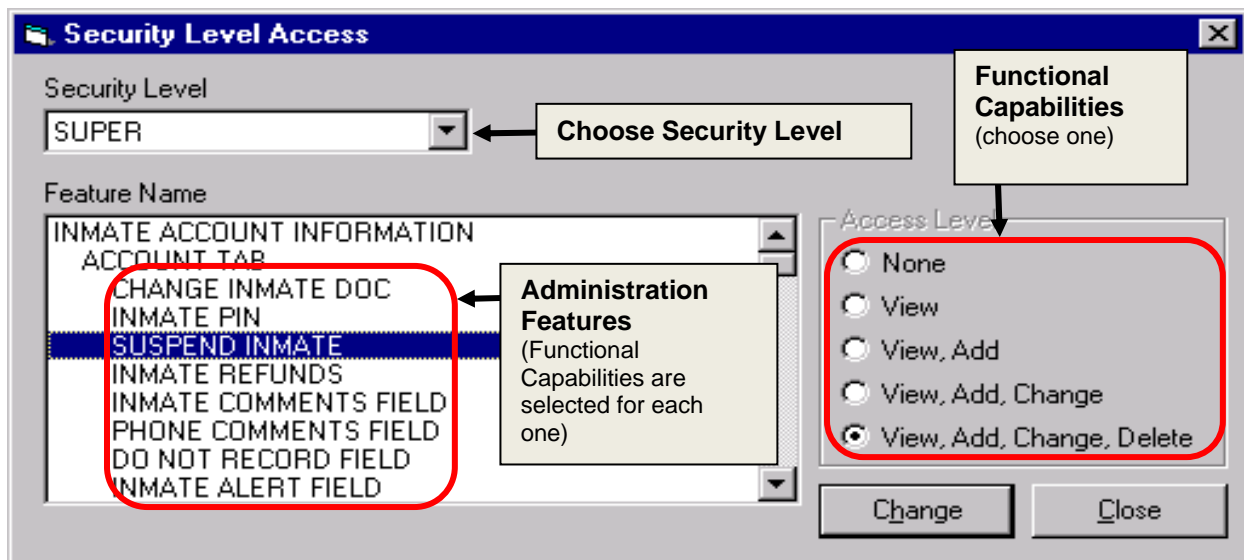 Security Level Access
Security Level
SUPER
Choose Security Level
Functional
Capabilities
(choose one)
Feature Name
INMATE ACCOUNT INFORMATION
ACCOUNT TAB
CHANGE INMATE DOC
INMATE PIN
SUSPEND INMATE
INMATE REFUNDS
INMATE COMMENTS FIELD
PHONE COMMENTS FIELD
DO NOT RECORD FIELD
INMATE ALERT FIELD
Administration
Features
(Functional
Capabilities are
selected for each
one)
Access Level
None
View
View, Add
View, Add, Change
View, Add, Change, Delete
Change
Close